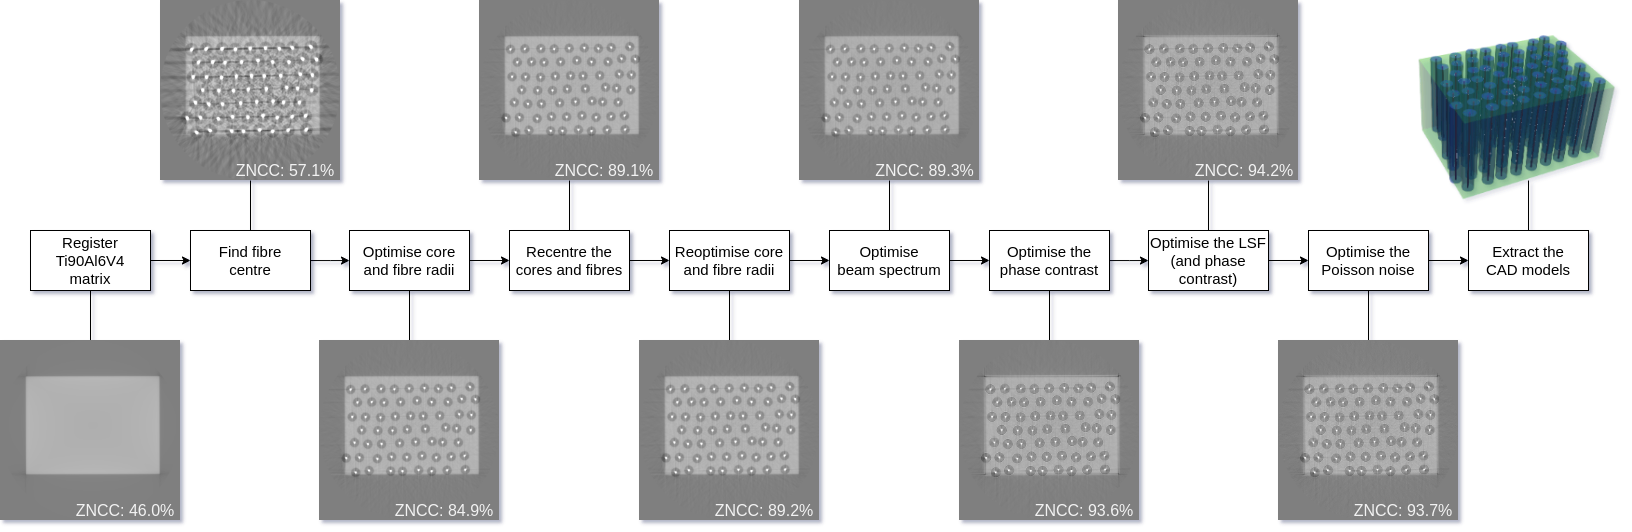 ZNCC: 57.1%
ZNCC: 89.1%
ZNCC: 89.3%
ZNCC: 94.2%
Register
Ti90Al6V4
matrix
Find fibre
centre
Optimise core
and fibre radii
Recentre the
cores and fibres
Reoptimise core
and fibre radii
Optimise
beam spectrum
Optimise the
phase contrast
Optimise the LSF
(and phase
contrast)
Optimise the
Poisson noise
Extract the
CAD models
ZNCC: 46.0%
ZNCC: 84.9%
ZNCC: 89.2%
ZNCC: 93.6%
ZNCC: 93.7%